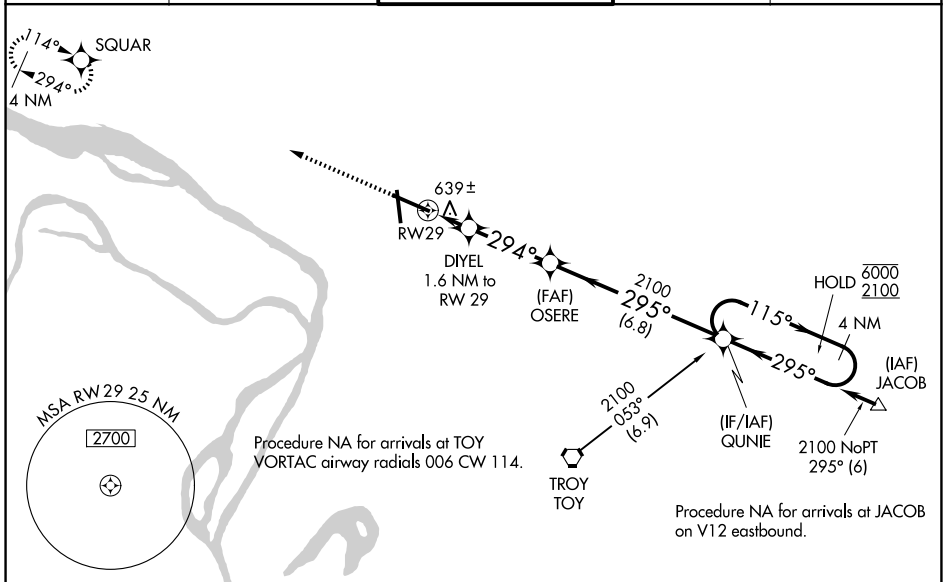 114°
SQUAR
294°
4 NM
639±
RW29
DIYEL
1.6 NM to
RW 29
294°
(FAF)
OSERE
2100
295°
(6.8)
HOLD 6000
2100
115°
4 NM
295°
(IAF)
JACOB
(IF/IAF)
QUNIE
2100 NoPT
295° (6)
2100
053°
(6.9)
TROY
TOY
MSA RW 29 25 NM
2700
Procedure NA for arrivals at TOY
VORTAC airway radials 006 CW 114.
Procedure NA for arrivals at JACOB
on V12 eastbound.